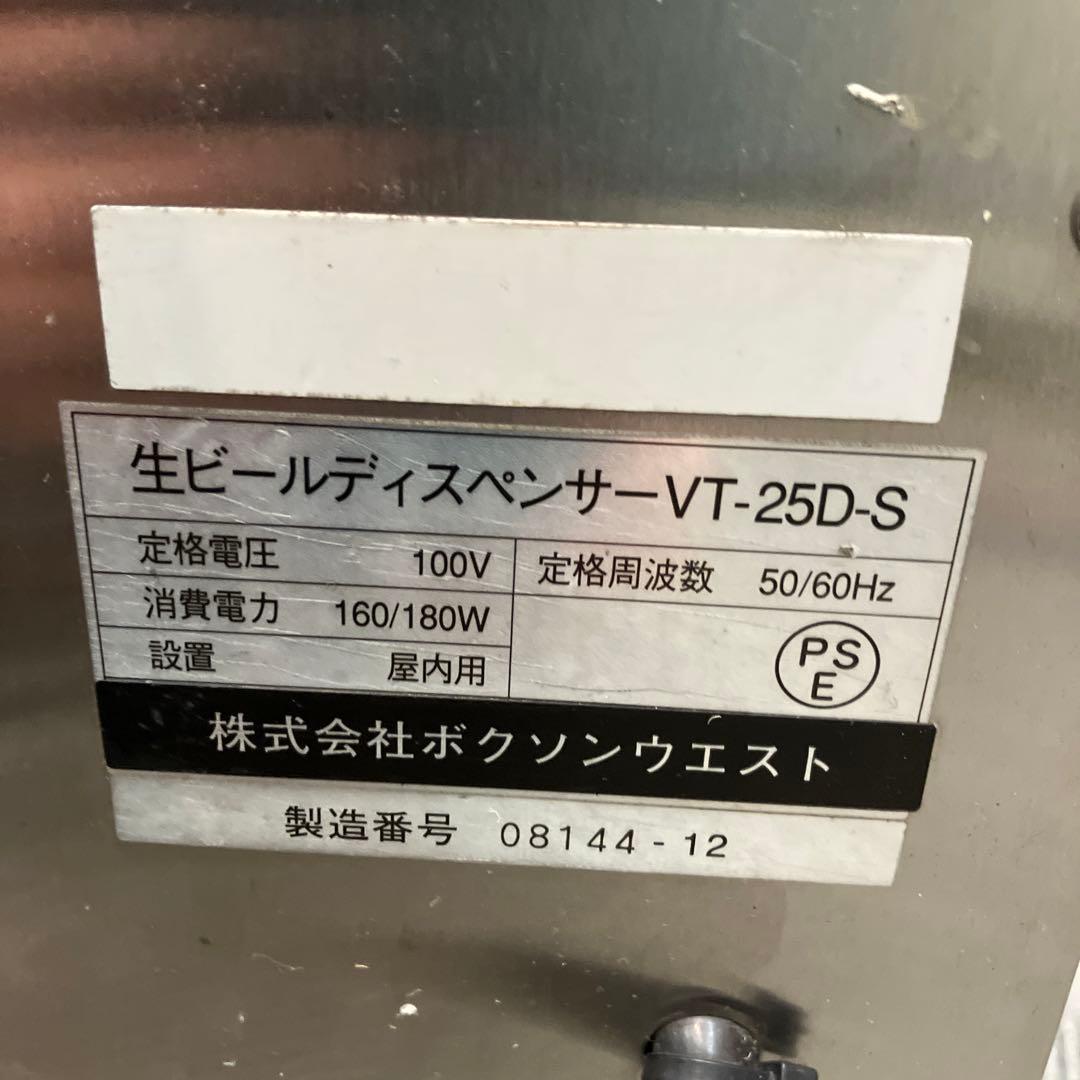 生ビールディスペンサーVT-25D-S
定格電圧 100V 定格周波数 50/60Hz
消費電力 160/180W
設置 屋内用
PS
E
株式会社ボクソンウエスト
製造番号 08144-12